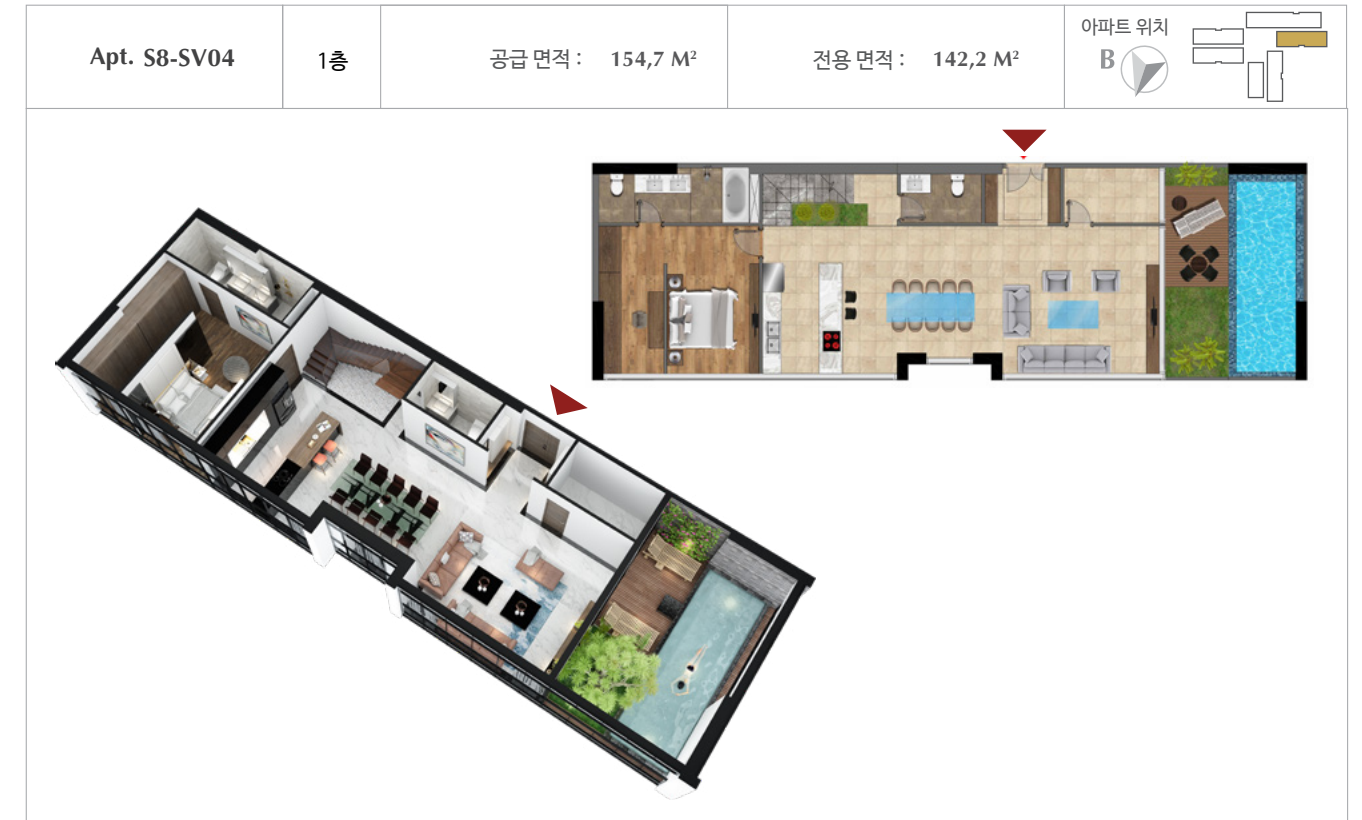 Apt. S8-SV04
1층
공급 면적 : 154,7 M²
전용 면적 : 142,2 M²
아파트 위치
B